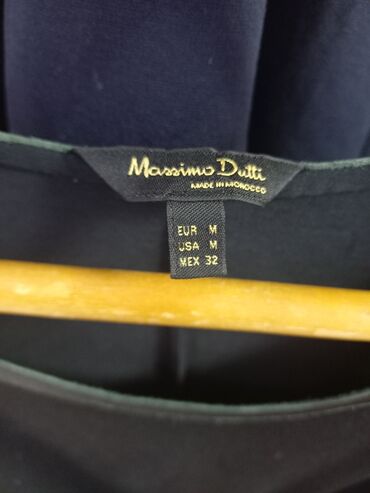 Massimo Dutti
MADE IN MOROCCO
EUR M
USA M
MEX 32